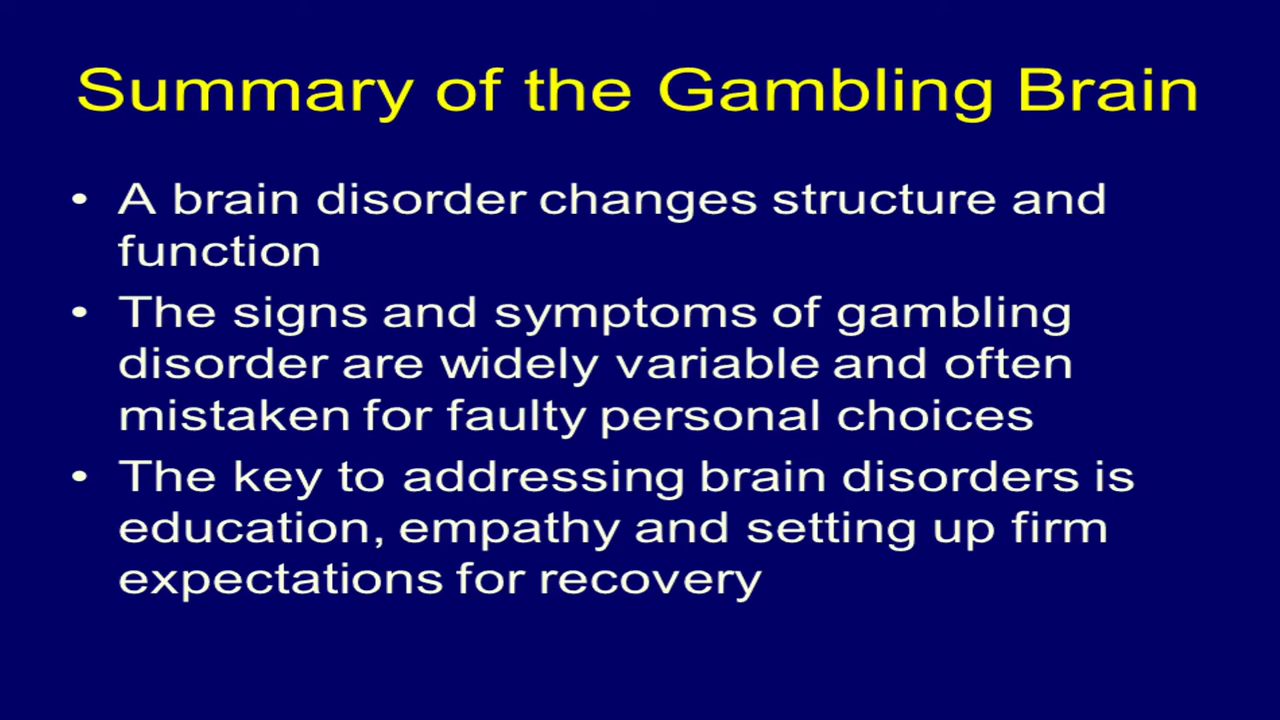 Summary of the Gambling Brain
• A brain disorder changes structure and
function
• The signs and symptoms of gambling
disorder are widely variable and often
mistaken for faulty personal choices
• The key to addressing brain disorders is
education, empathy and setting up firm
expectations for recovery